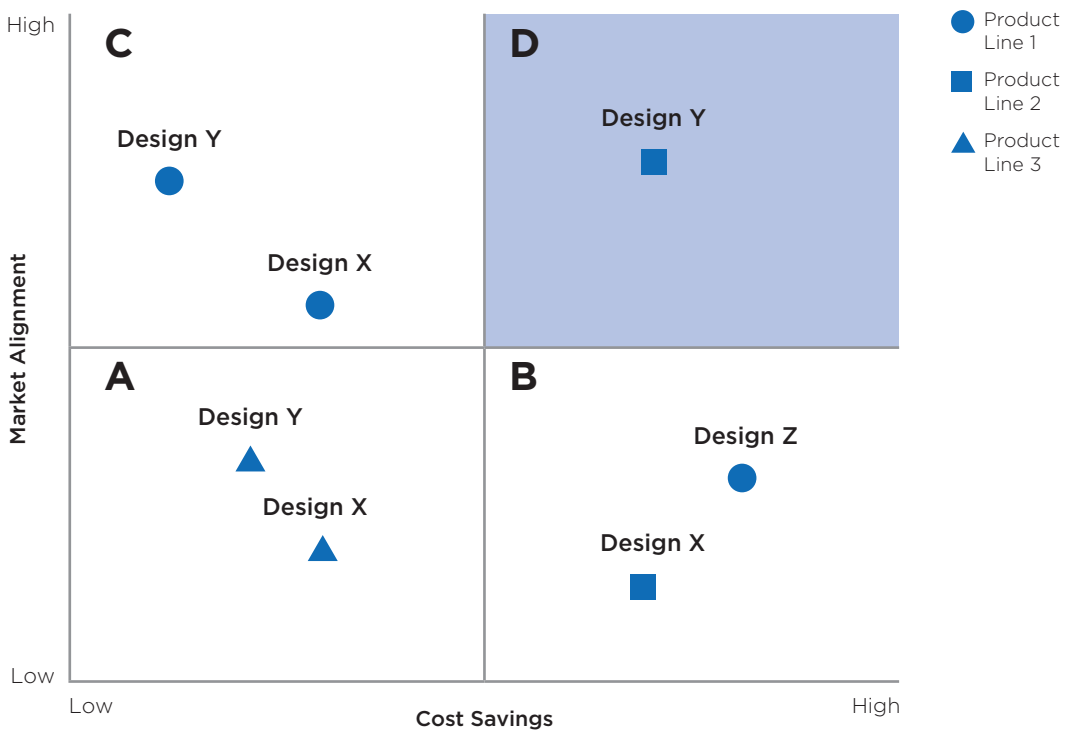 High
C
D
Product
Line 1
Product
Line 2
Product
Line 3
Design Y
Design Y
Design X
Market Alignment
A
B
Design Y
Design Z
Design X
Design X
Low
Low
Cost Savings
High